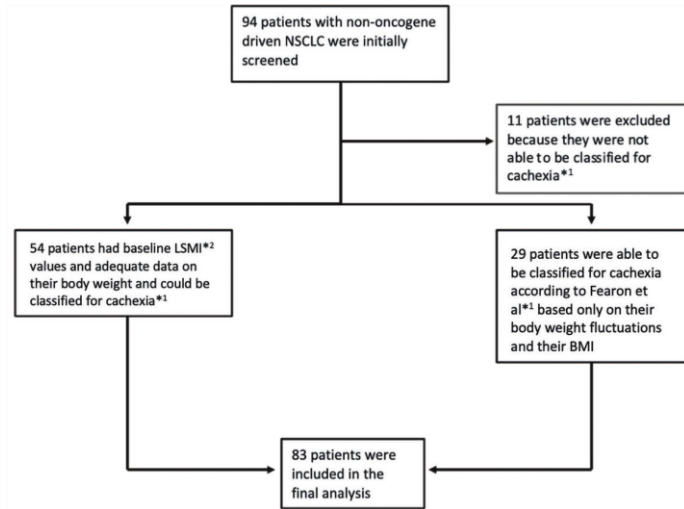 94 patients with non-oncogene
driven NSCLC were initially
screened
11 patients were excluded
because they were not
able to be classified for
cachexia*1
54 patients had baseline LSMI*2
values and adequate data on
their body weight and could be
classified for cachexia*1
29 patients were able to
be classified for cachexia
according to Fearon et
al*1 based only on their
body weight fluctuations
and their BMI
83 patients were
included in the
final analysis